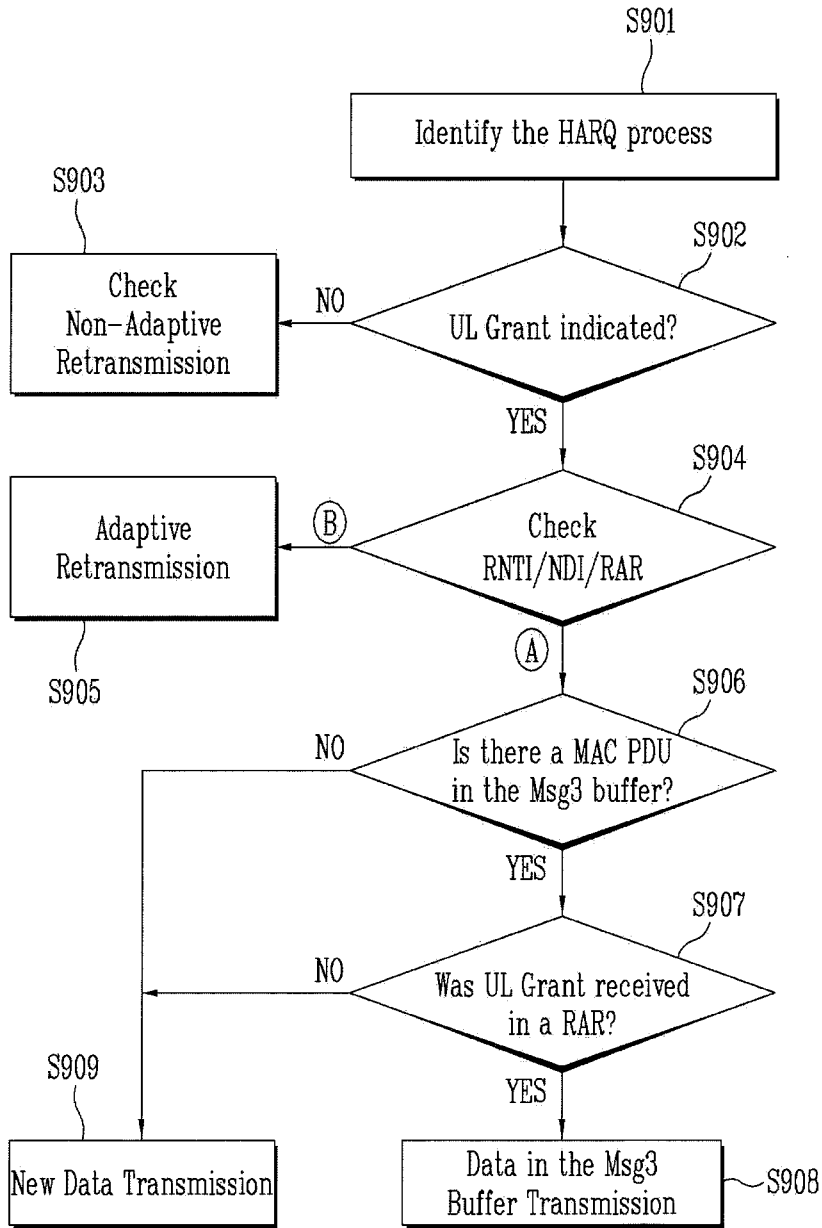 S901
Identify the HARQ process
S903
S902
Check
Non-Adaptive
Retransmission
NO
UL Grant indicated?
YES
S904
Adaptive
Retransmission
B
Check
RNTI/NDI/RAR
S905
A
S906
NO
Is there a MAC PDU
in the Msg3 buffer?
YES
S907
NO
Was UL Grant received
in a RAR?
S909
YES
New Data Transmission
Data in the Msg3
Buffer Transmission
S908